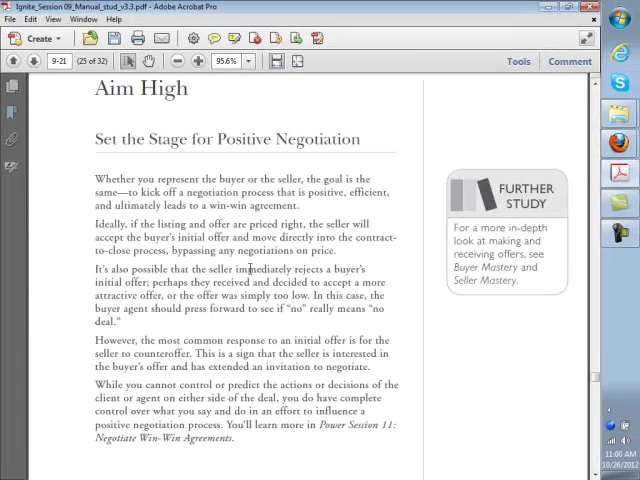 Ignite_Session 09_Manual_stud_v3.3.pdf - Adobe Acrobat Pro
File Edit View Window Help
Create
9-21 (25 of 32) 95.6% Tools Comment
Aim High
Set the Stage for Positive Negotiation
Whether you represent the buyer or the seller, the goal is the
same—to kick off a negotiation process that is positive, efficient,
and ultimately leads to a win-win agreement.
Ideally, if the listing and offer are priced right, the seller will
accept the buyer's initial offer and move directly into the contract-
to-close process, bypassing any negotiations on price.
It's also possible that the seller immediately rejects a buyer's
initial offer; perhaps they received and decided to accept a more
attractive offer, or the offer was simply too low. In this case, the
buyer agent should press forward to see if “no” really means “no
deal.”
However, the most common response to an initial offer is for the
seller to counteroffer. This is a sign that the seller is interested in
the buyer's offer and has extended an invitation to negotiate.
While you cannot control or predict the actions or decisions of the
client or agent on either side of the deal, you do have complete
control over what you say and do in an effort to influence a
positive negotiation process. You'll learn more in Power Session 11:
Negotiate Win-Win Agreements.
FURTHER
STUDY
For a more in-depth
look at making and
receiving offers, see
Buyer Mastery and
Seller Mastery.
11:00 AM
10/26/2012